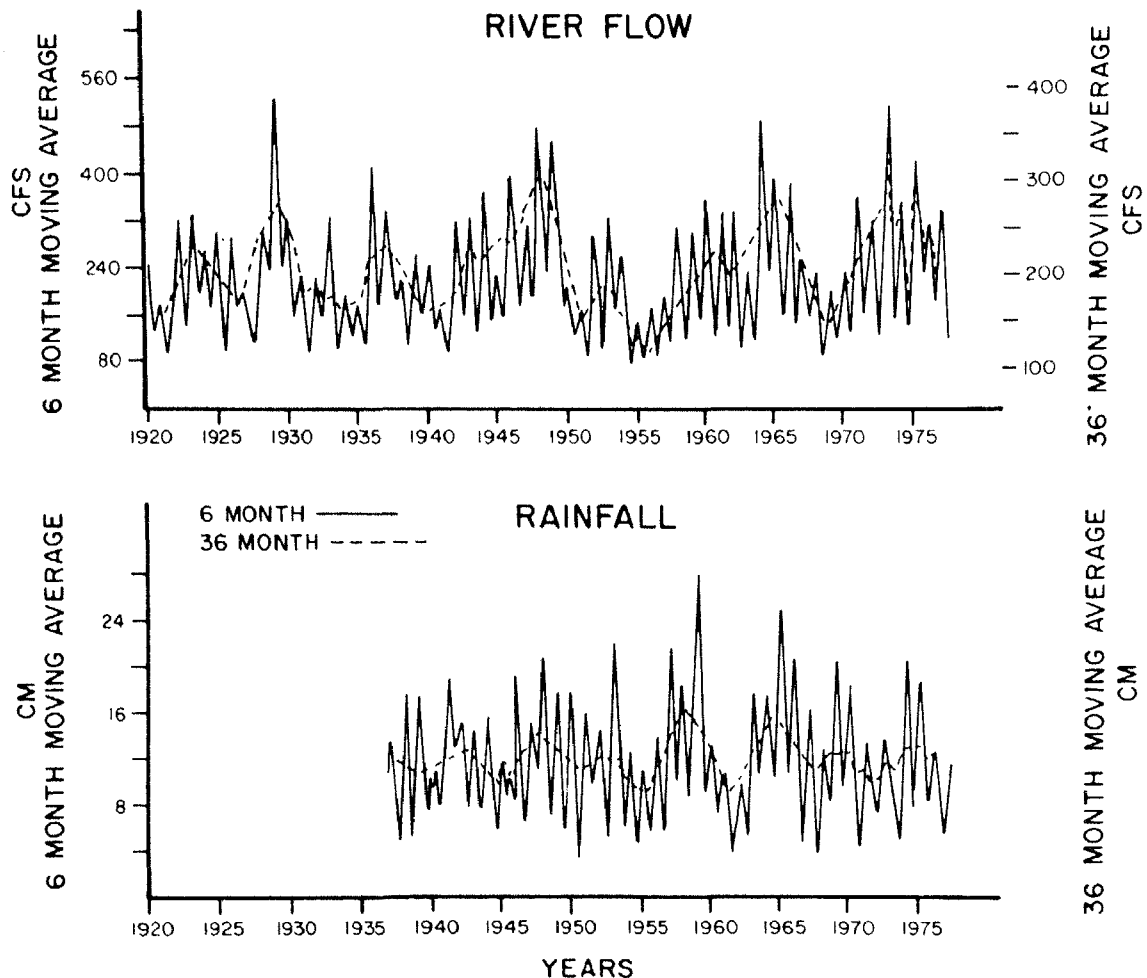 RIVER FLOW
6 MONTH MOVING AVERAGE
CFS
560
400
240
80
400
300
200
100
36 MONTH MOVING AVERAGE
CFS
1920 1925 1930 1935 1940 1945 1950 1955 1960 1965 1970 1975
RAINFALL
6 MONTH
36 MONTH
6 MONTH MOVING AVERAGE
CM
24
16
8
36 MONTH MOVING AVERAGE
CM
1920 1925 1930 1935 1940 1945 1950 1955 1960 1965 1970 1975
YEARS